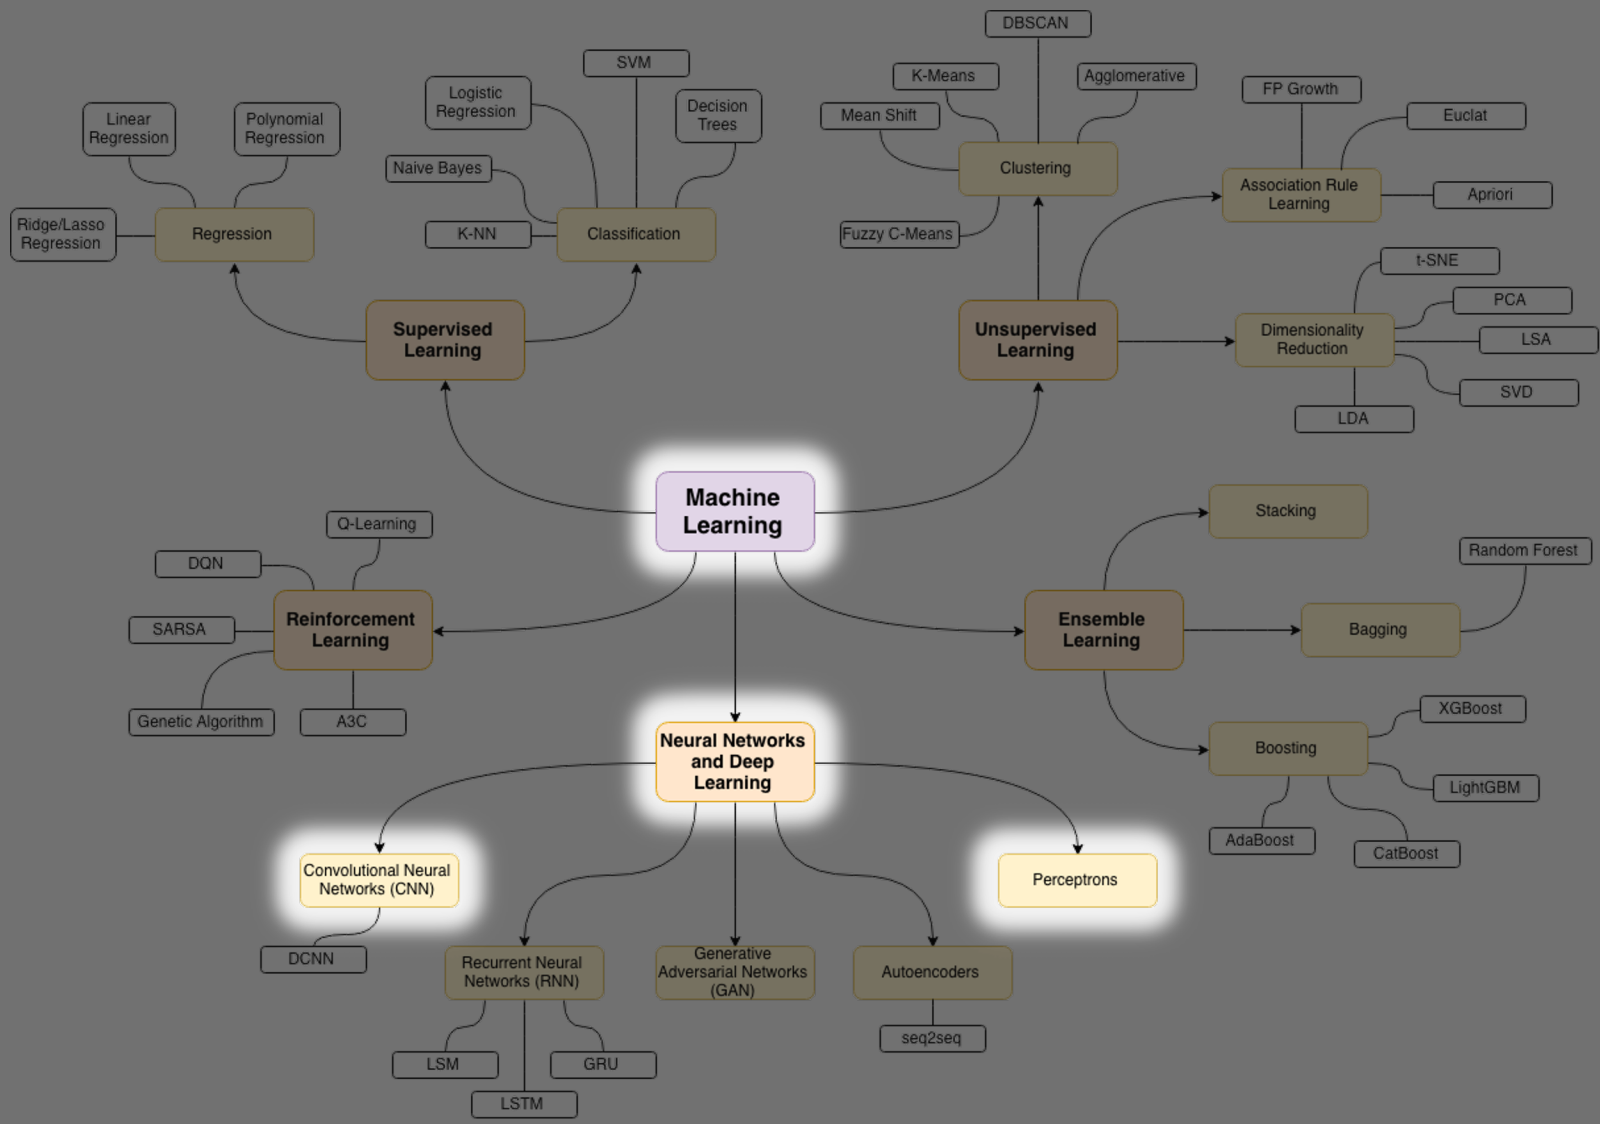 DBSCAN
SVM
K-Means
Agglomerative
FP Growth
Logistic
Regression
Linear
Regression
Polynomial
Regression
Decision
Trees
Mean Shift
Euclat
Naive Bayes
Clustering
Association Rule
Learning
Apriori
Ridge/Lasso
Regression
Regression
K-NN
Classification
Fuzzy C-Means
t-SNE
PCA
Supervised
Learning
Unsupervised
Learning
Dimensionality
Reduction
LSA
SVD
LDA
Machine
Learning
Stacking
Q-Learning
Random Forest
DQN
SARSA
Reinforcement
Learning
Ensemble
Learning
Bagging
Genetic Algorithm
A3C
XGBoost
Neural Networks
and Deep
Learning
Boosting
LightGBM
AdaBoost
CatBoost
Convolutional Neural
Networks (CNN)
Perceptrons
DCNN
Recurrent Neural
Networks (RNN)
Generative
Adversarial Networks
(GAN)
Autoencoders
seq2seq
LSM
GRU
LSTM